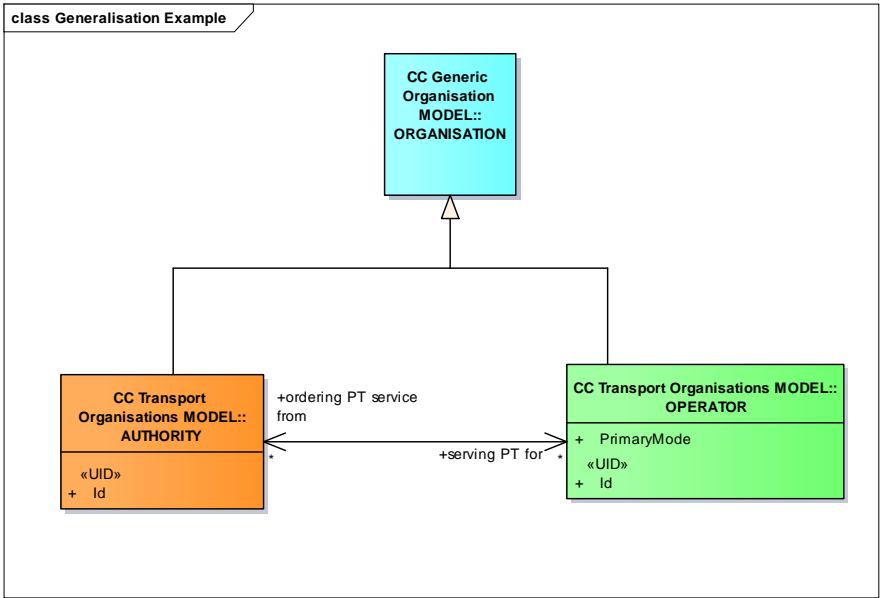 class Generalisation Example
CC Generic
Organisation
MODEL::
ORGANISATION
CC Transport
Organisations MODEL::
AUTHORITY
«UID»
+ Id
+ordering PT service
from
*
+serving PT for
*
CC Transport Organisations MODEL::
OPERATOR
+ PrimaryMode
«UID»
+ Id